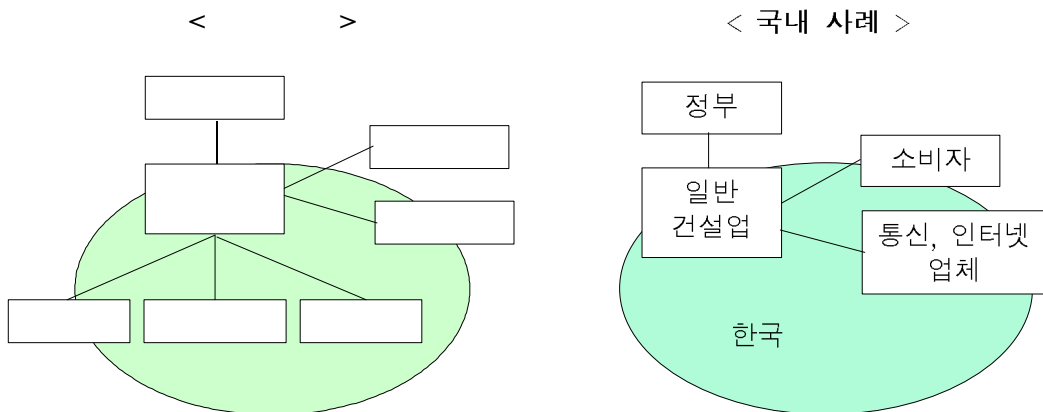 < >
< 국내 사례 >
정부
소비자
일반
건설업
통신, 인터넷
업체
한국